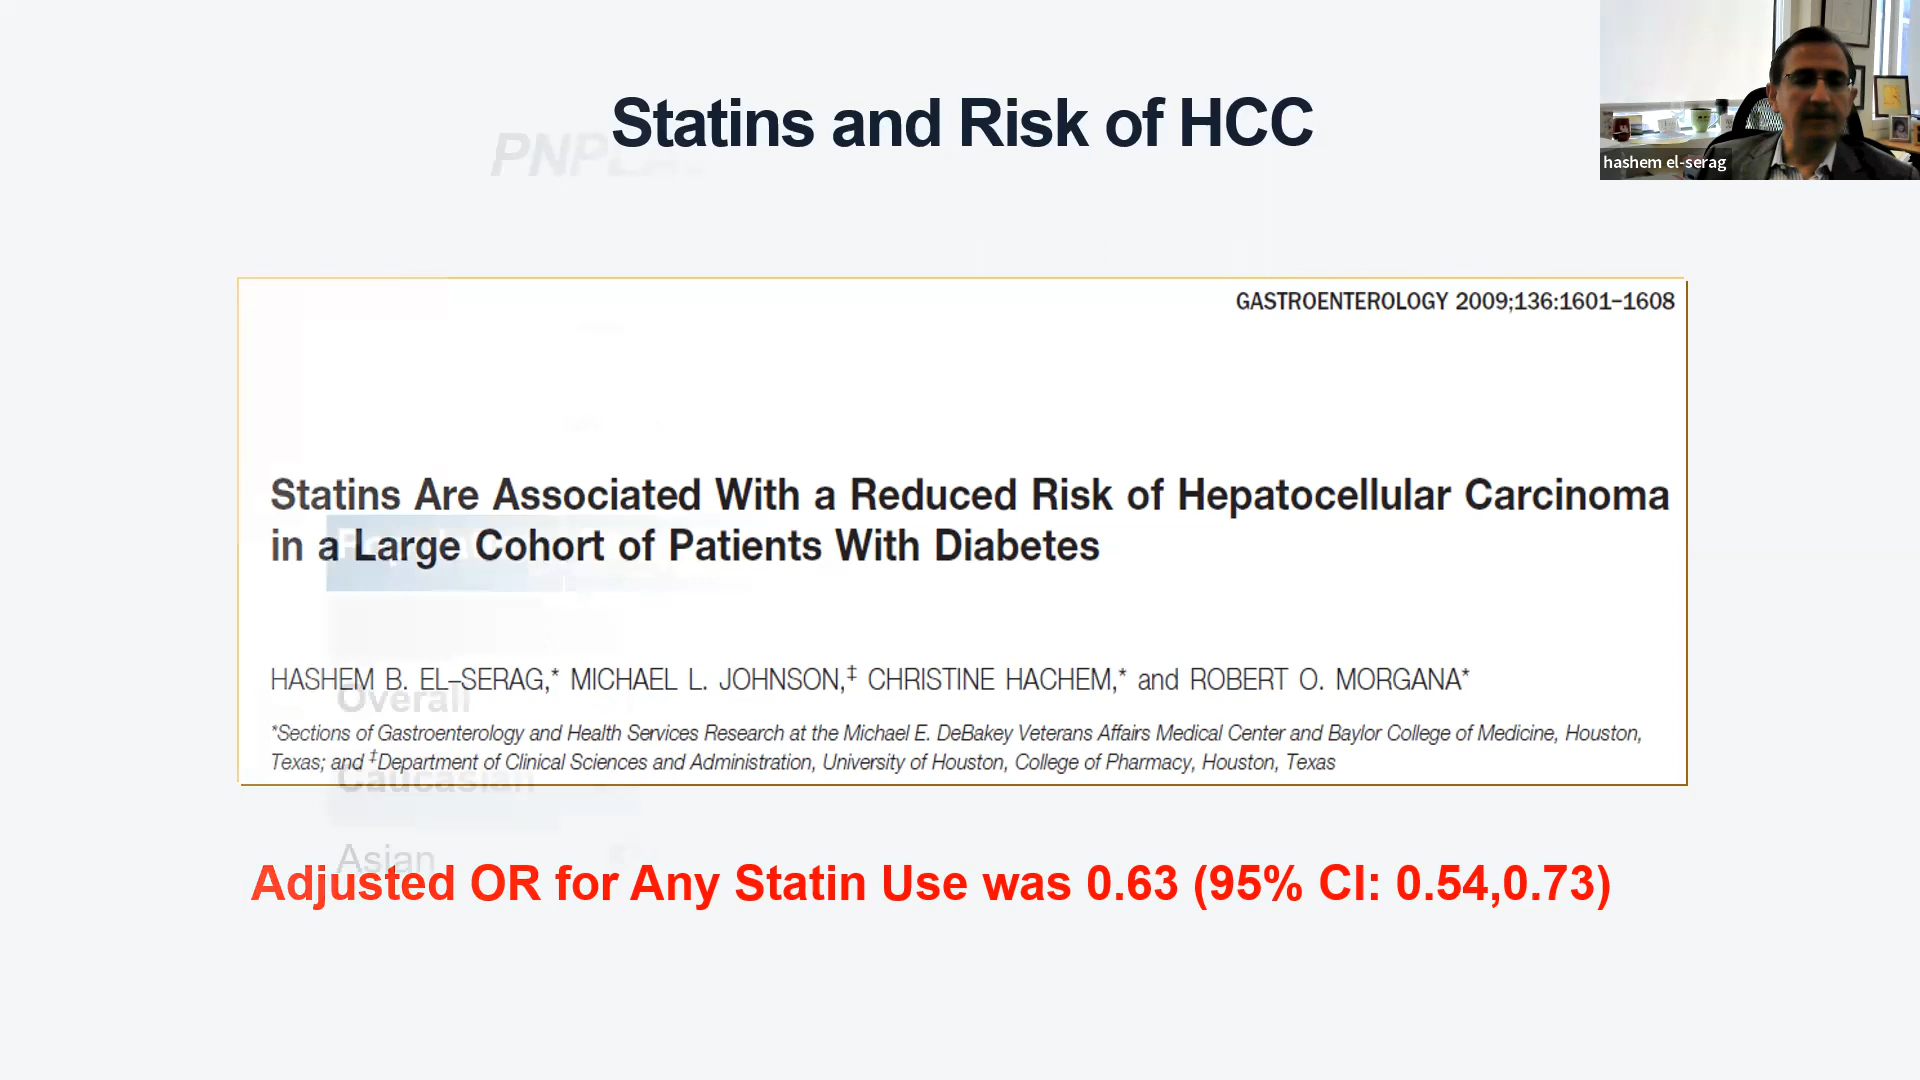 Statins and Risk of HCC
hashem el-serag
GASTROENTEROLOGY 2009;136:1601–1608
Statins Are Associated With a Reduced Risk of Hepatocellular Carcinoma
in a Large Cohort of Patients With Diabetes
HASHEM B. EL–SERAG,* MICHAEL L. JOHNSON,‡ CHRISTINE HACHEM,* and ROBERT O. MORGANA*
Overall
*Sections of Gastroenterology and Health Services Research at the Michael E. DeBakey Veterans Affairs Medical Center and Baylor College of Medicine, Houston,
Texas; and ‡Department of Clinical Sciences and Administration, University of Houston, College of Pharmacy, Houston, Texas
Caucasian
Asian
Adjusted OR for Any Statin Use was 0.63 (95% CI: 0.54,0.73)